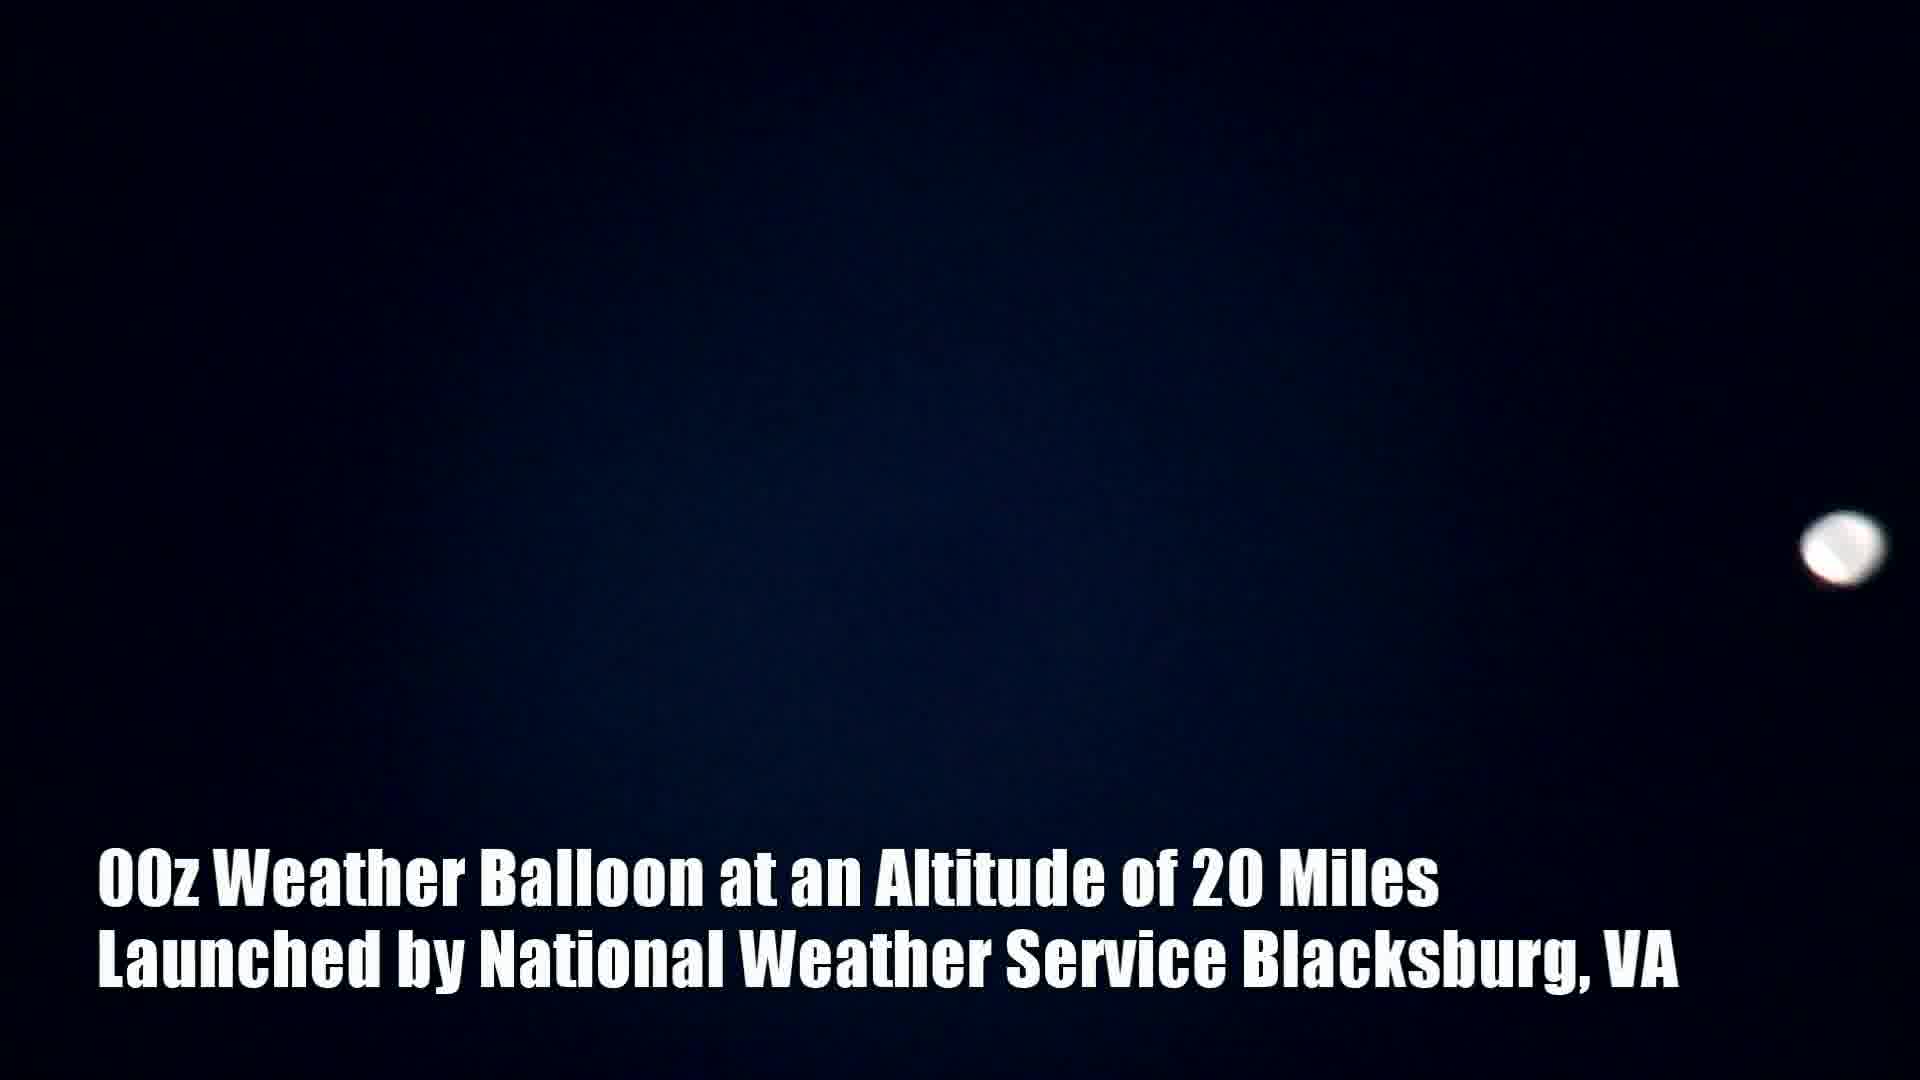 00z Weather Balloon at an Altitude of 20 Miles
Launched by National Weather Service Blacksburg, VA